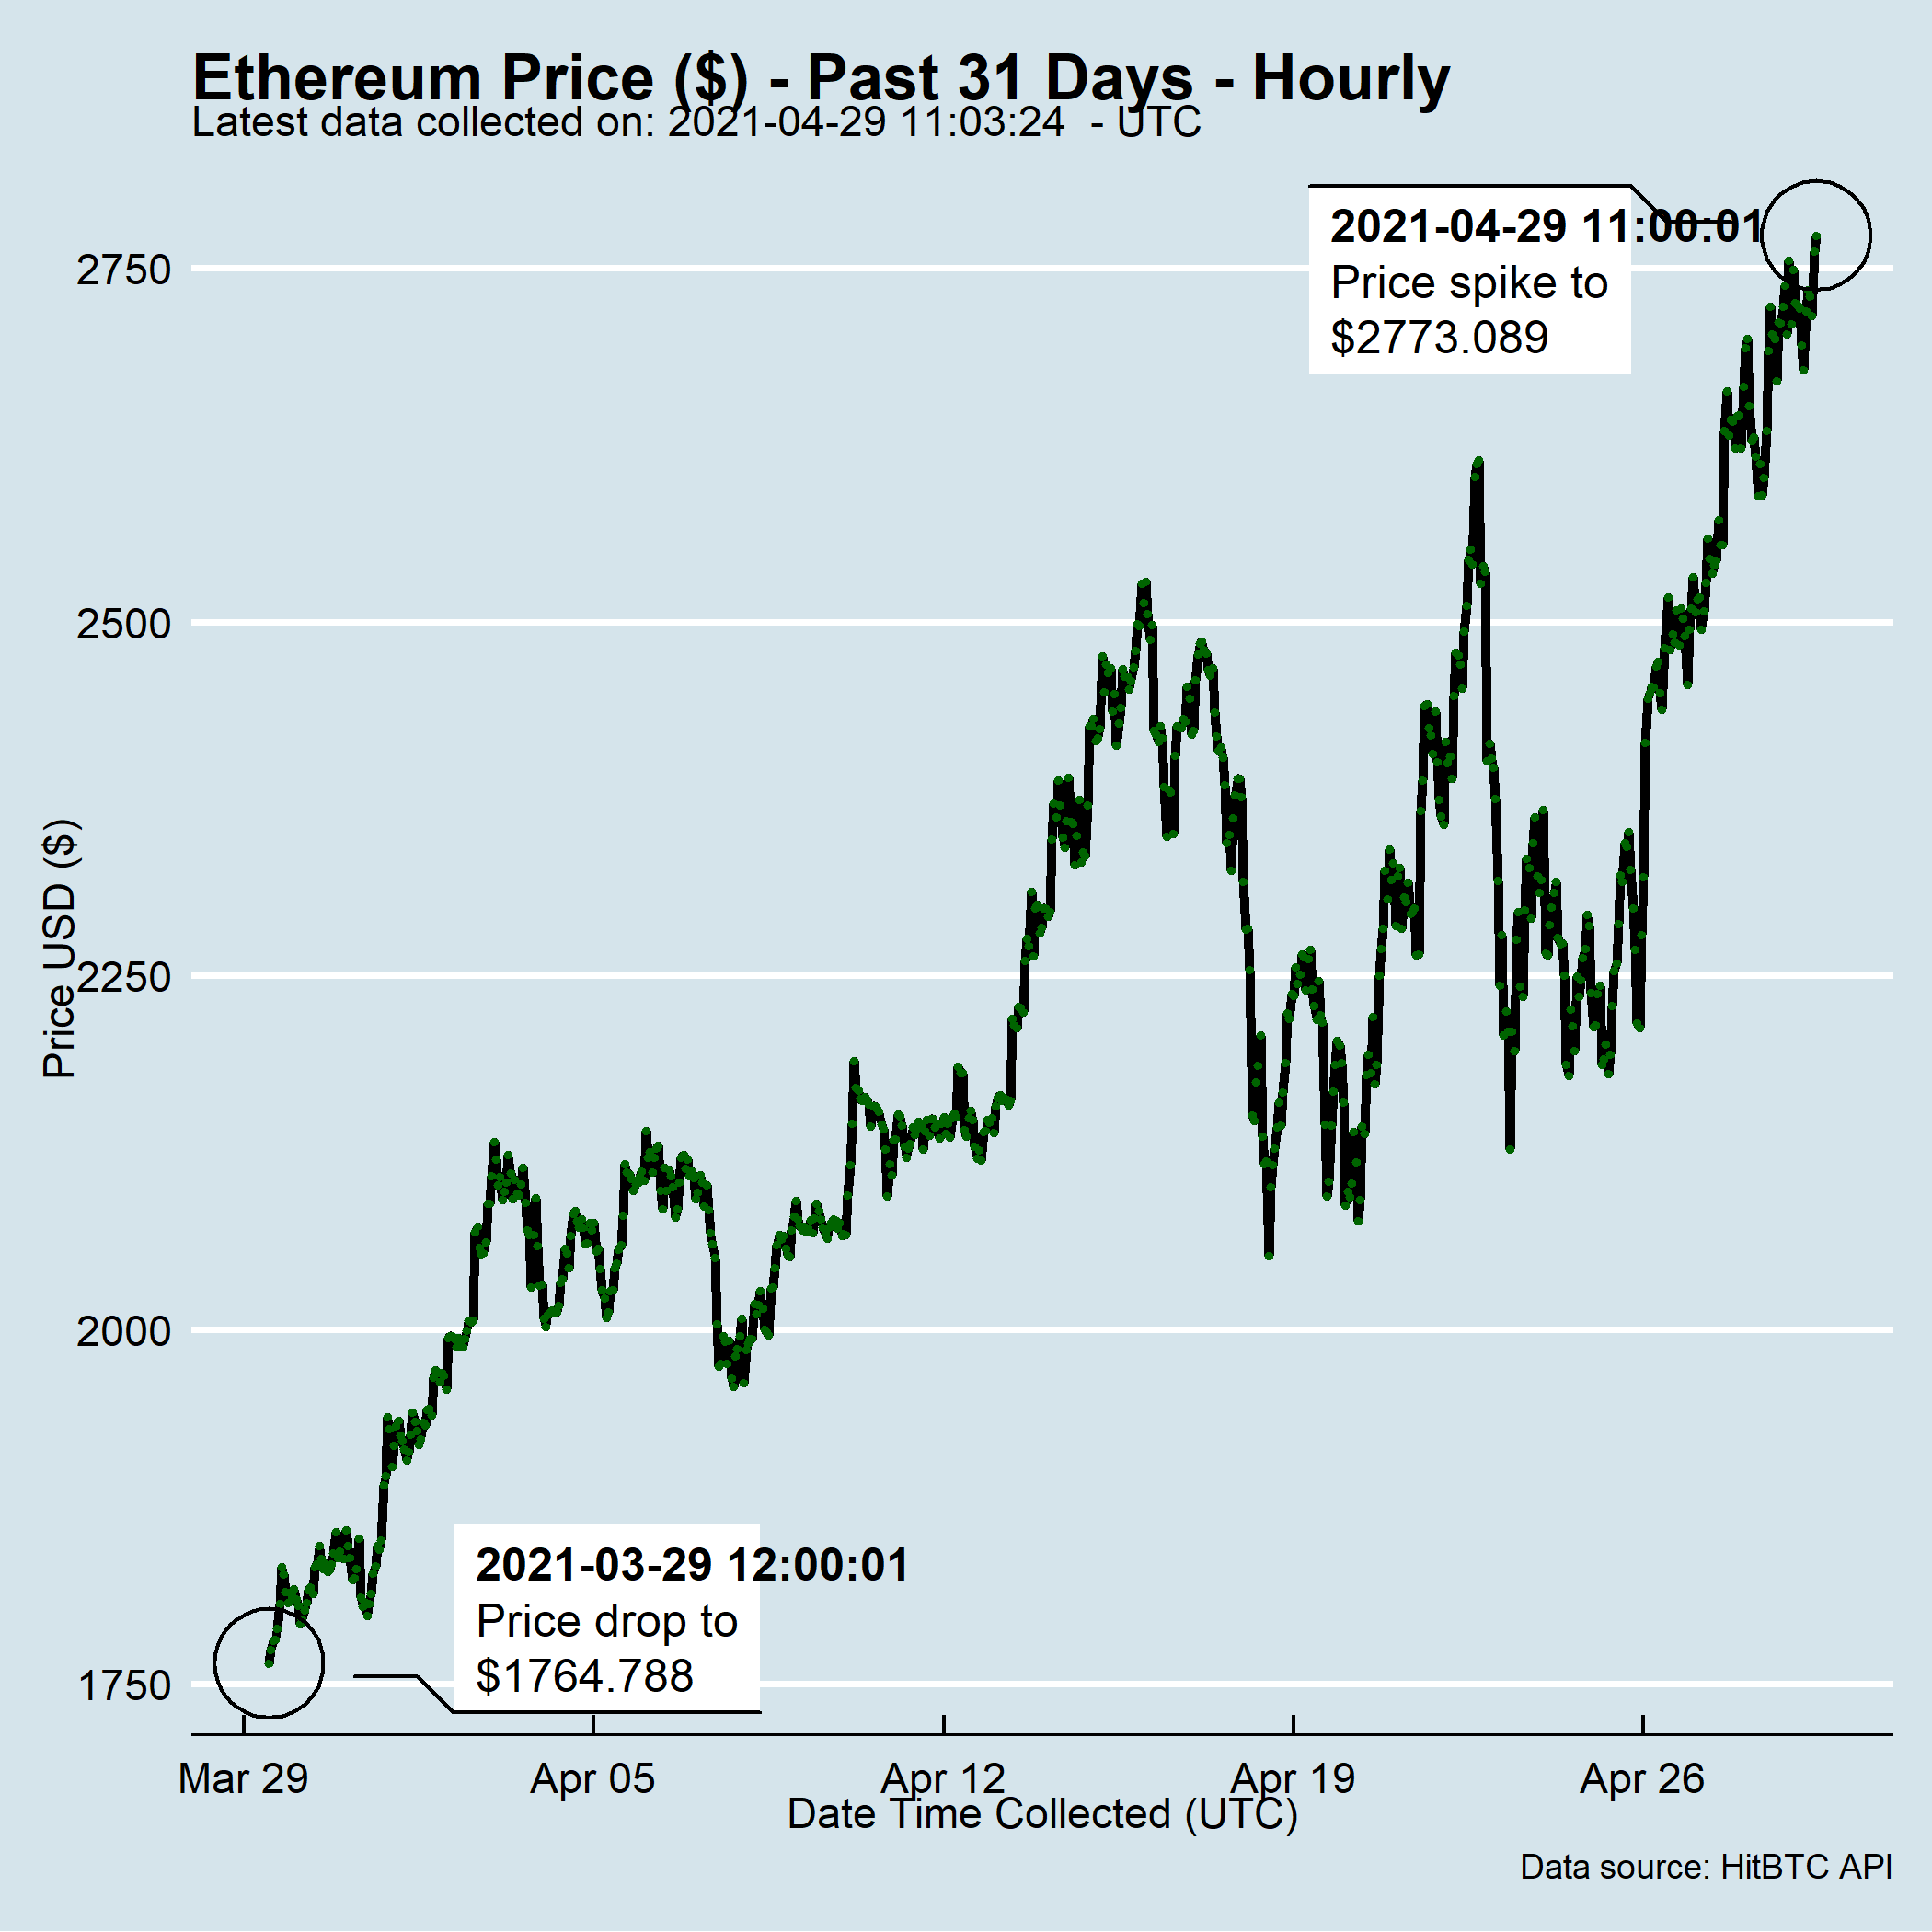 Ethereum Price ($) - Past 31 Days - Hourly
Latest data collected on: 2021-04-29 11:03:24  - UTC
2021-04-29 11:00:01
Price spike to
$2773.089
2750
2500
2250
2000
1750
Price USD ($)
2021-03-29 12:00:01
Price drop to
$1764.788
Mar 29
Apr 05
Apr 12
Apr 19
Apr 26
Date Time Collected (UTC)
Data source: HitBTC API